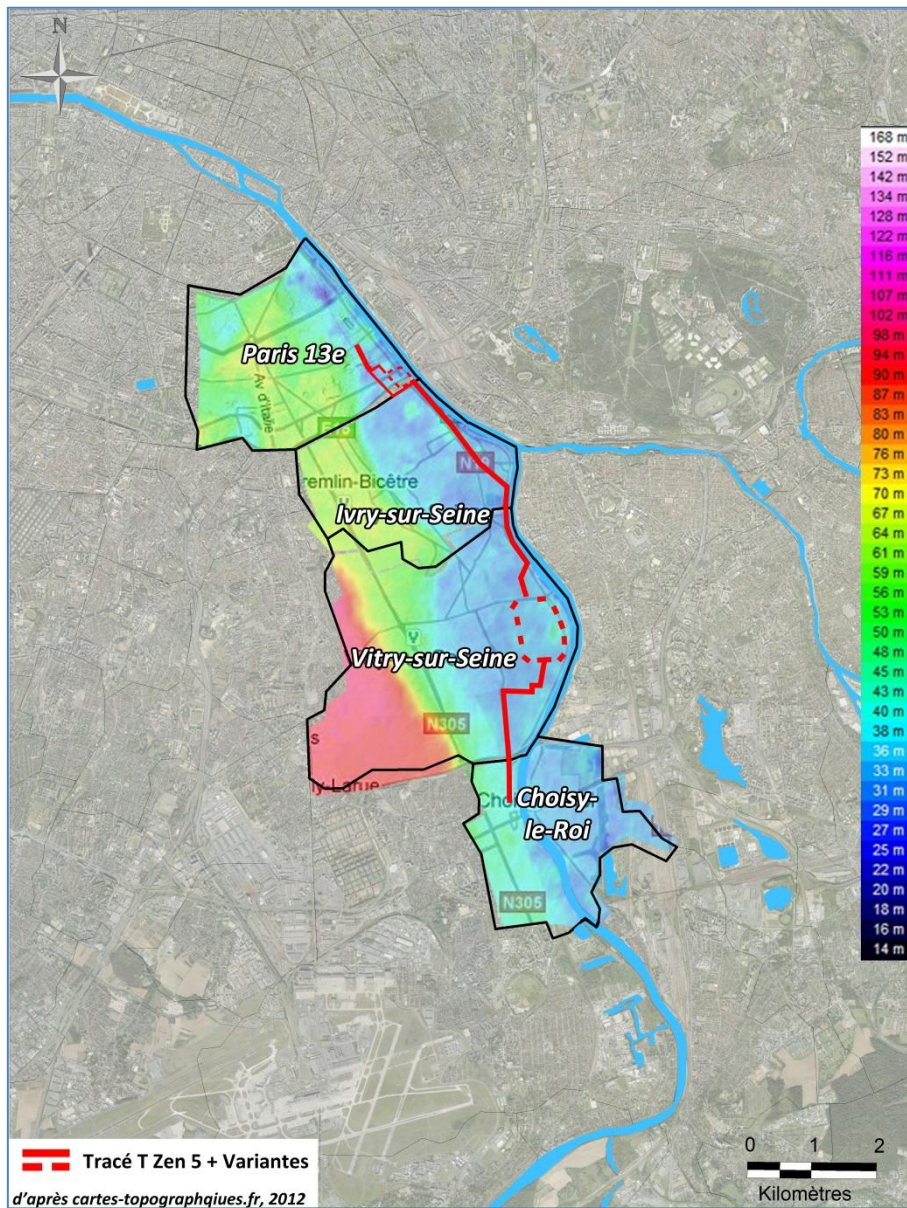 N
168 m
152 m
142 m
134 m
128 m
122 m
116 m
111 m
107 m
102 m
98 m
94 m
90 m
87 m
83 m
80 m
76 m
73 m
70 m
67 m
64 m
61 m
59 m
56 m
53 m
50 m
48 m
45 m
43 m
40 m
38 m
36 m
33 m
31 m
29 m
27 m
25 m
22 m
20 m
18 m
16 m
14 m
Paris 13e
Av d'Italie
N19
remlin-Bicêtre
Ivry-sur-Seine
Vitry-sur-Seine
N305
s
ly-Larue
Choisy-
le-Roi
N305
Tracé T Zen 5 + Variantes
d'après cartes-topographqiues.fr, 2012
0 1 2
Kilomètres